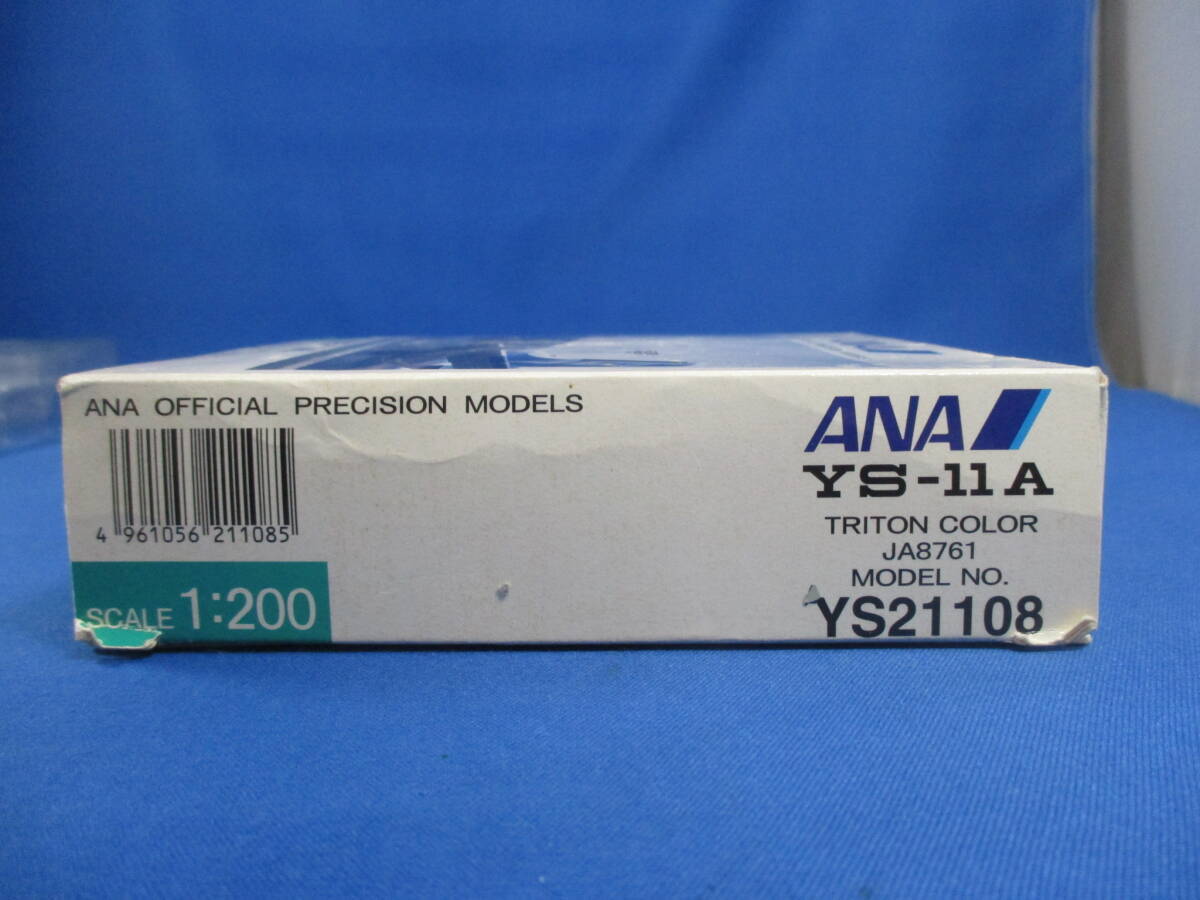 ANA OFFICIAL PRECISION MODELS
4 961056 211085
SCALE 1:200
ANA
YS-11A
TRITON COLOR
JA8761
MODEL NO.
YS21108